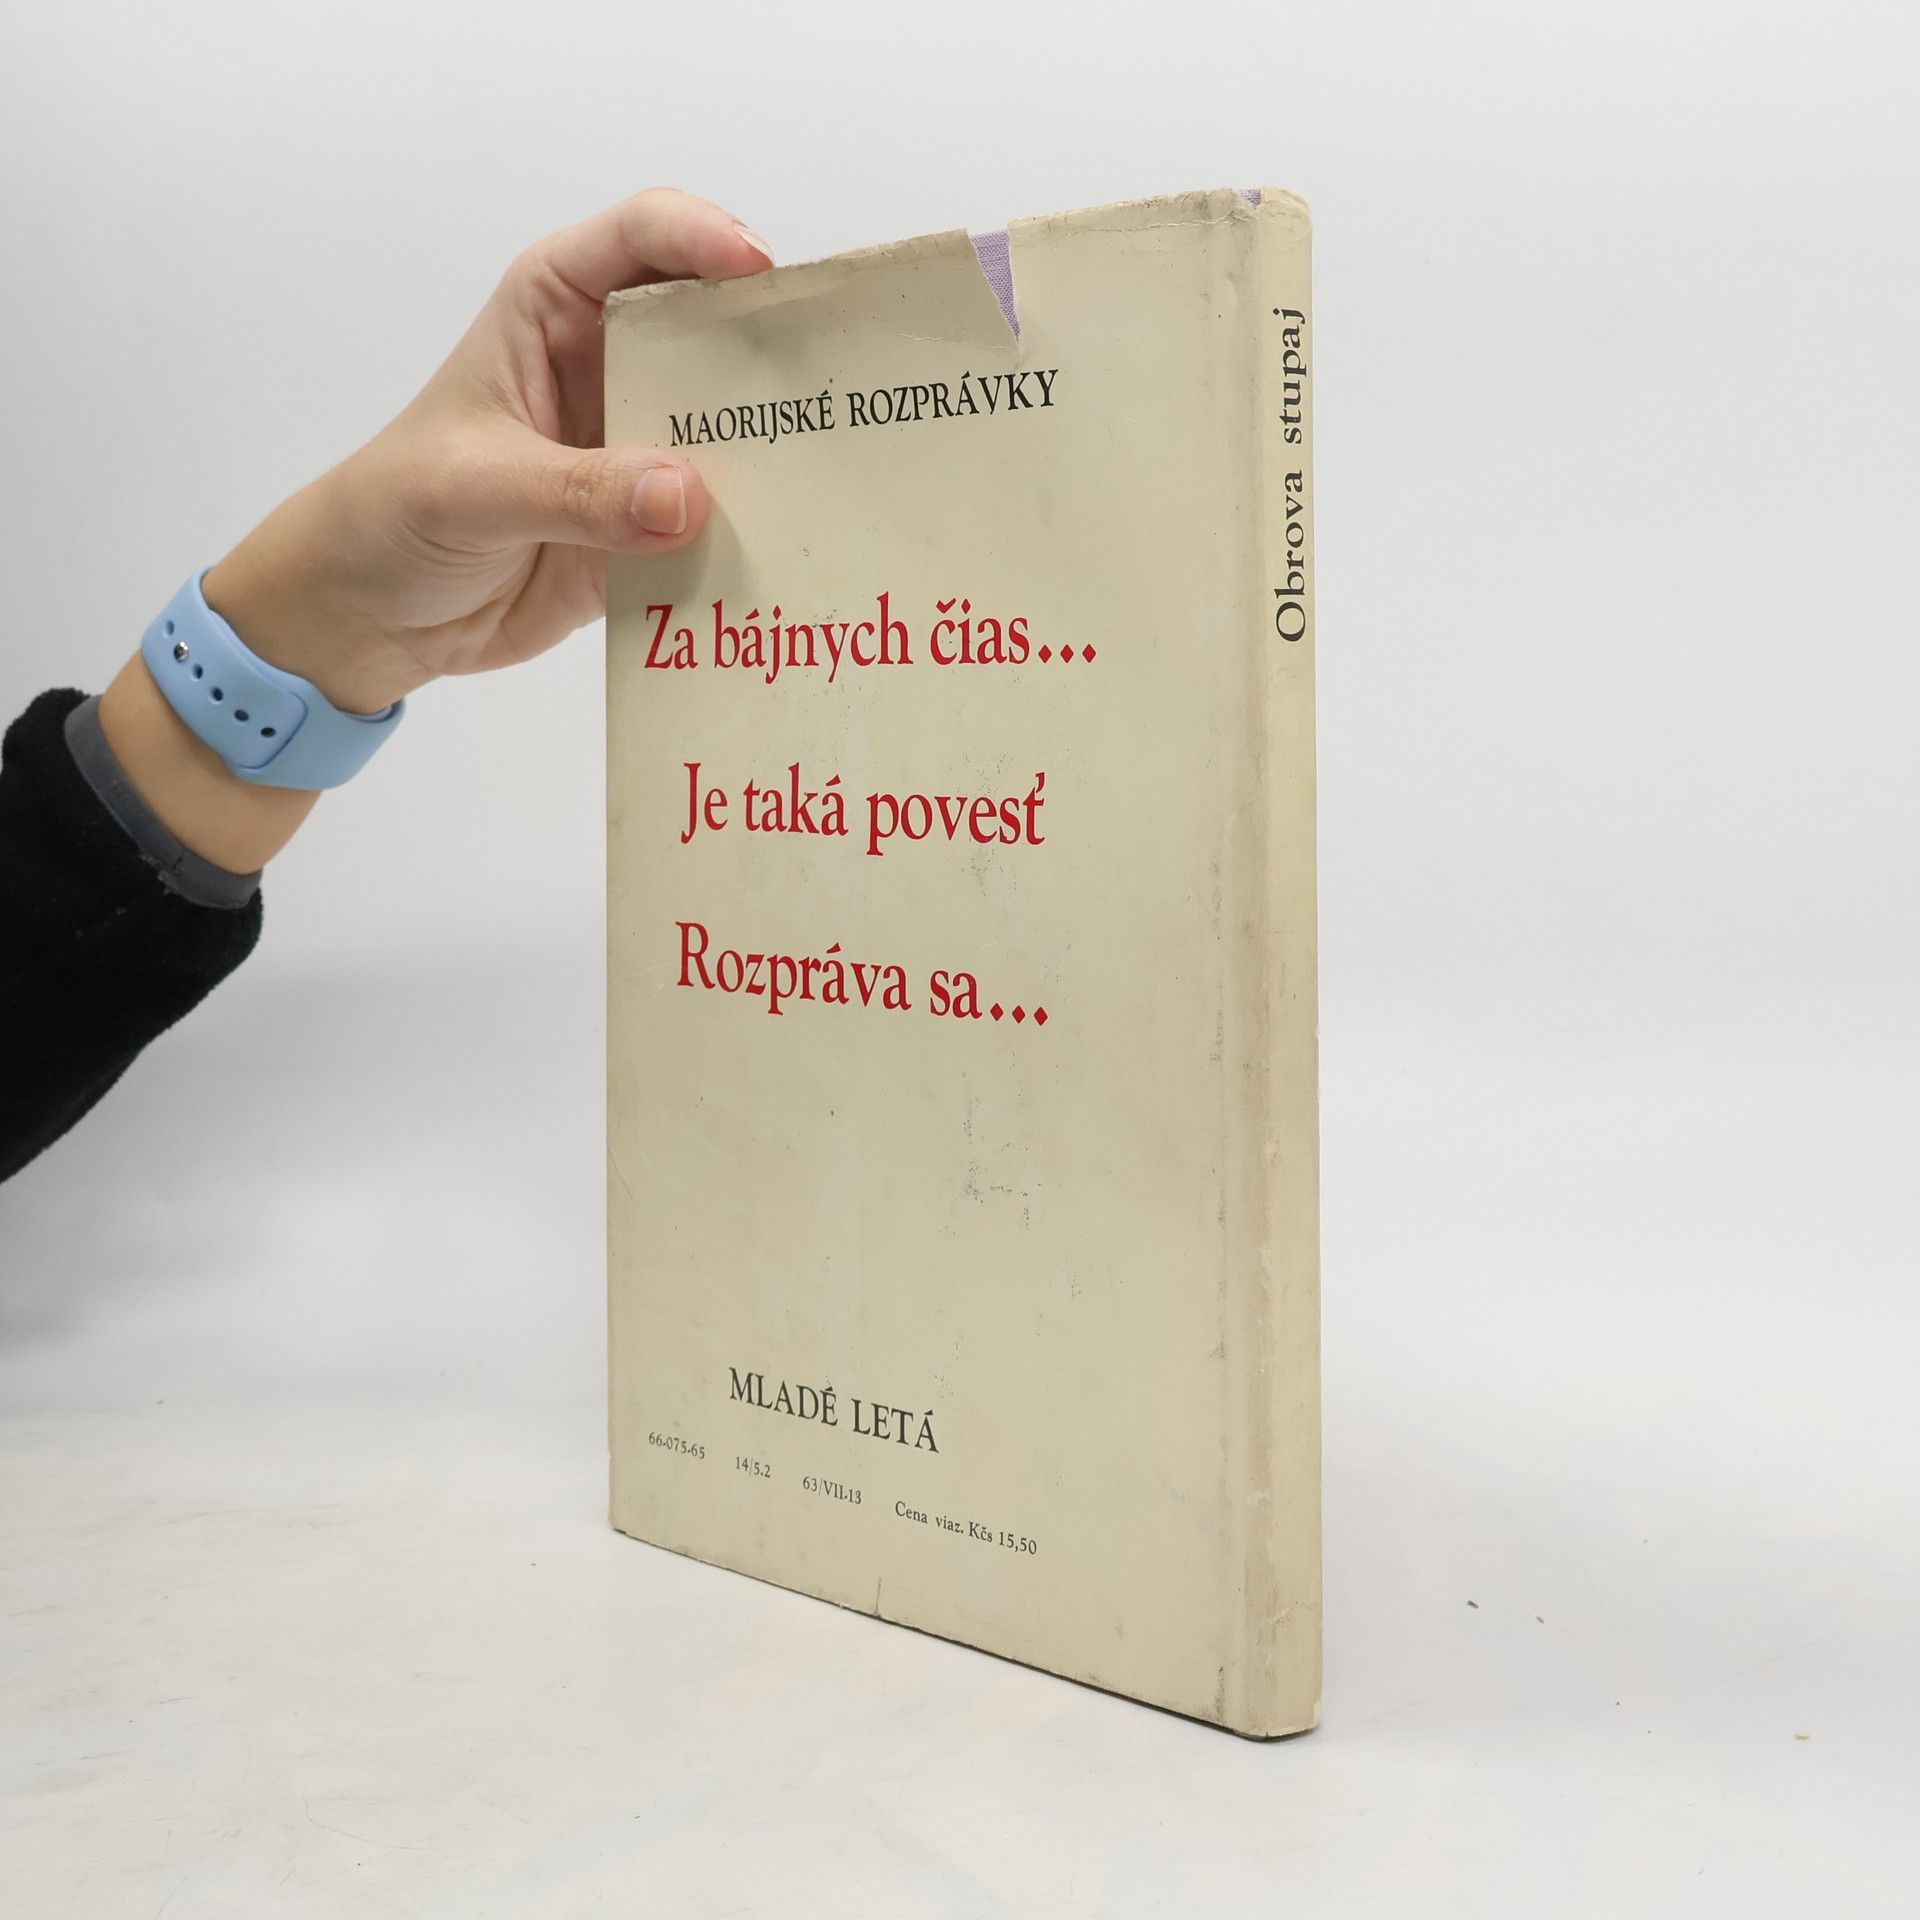 MAORIJSKÉ ROZPRÁVKY
Za bájnych čias...
Je taká povesť
Rozpráva sa...
MLADÉ LETÁ
66-075-65 14/5.2 63/VII-13 Cena viaz. Kčs 15,50
Obrova stupaj